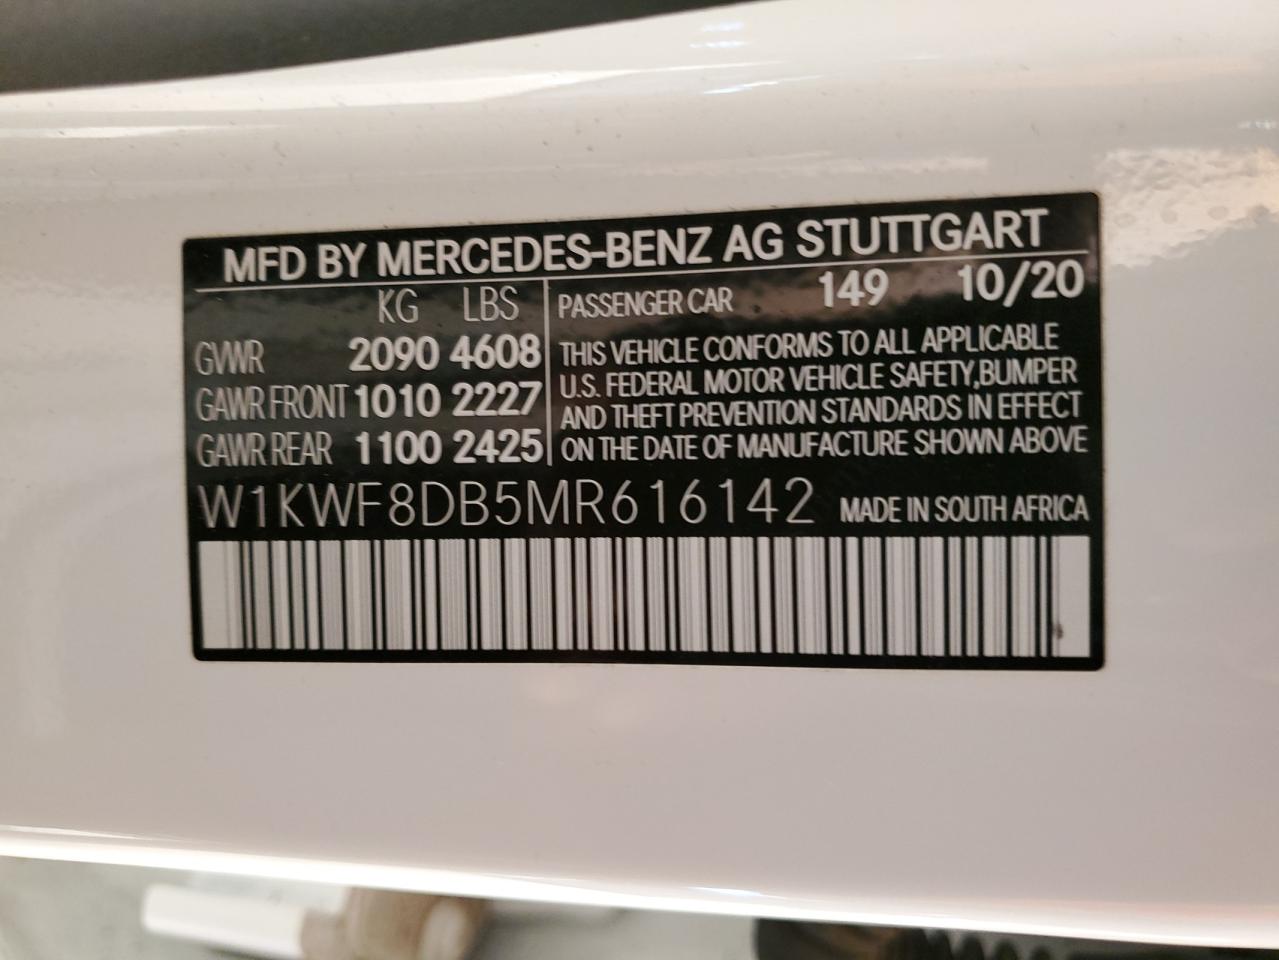 MFD BY MERCEDES-BENZ AG STUTTGART
KG LBS
GVWR 2090 4608
GAWR FRONT 1010 2227
GAWR REAR 1100 2425
PASSENGER CAR 149 10/20
THIS VEHICLE CONFORMS TO ALL APPLICABLE
U.S. FEDERAL MOTOR VEHICLE SAFETY,BUMPER
AND THEFT PREVENTION STANDARDS IN EFFECT
ON THE DATE OF MANUFACTURE SHOWN ABOVE
W1KWF8DB5MR616142 MADE IN SOUTH AFRICA